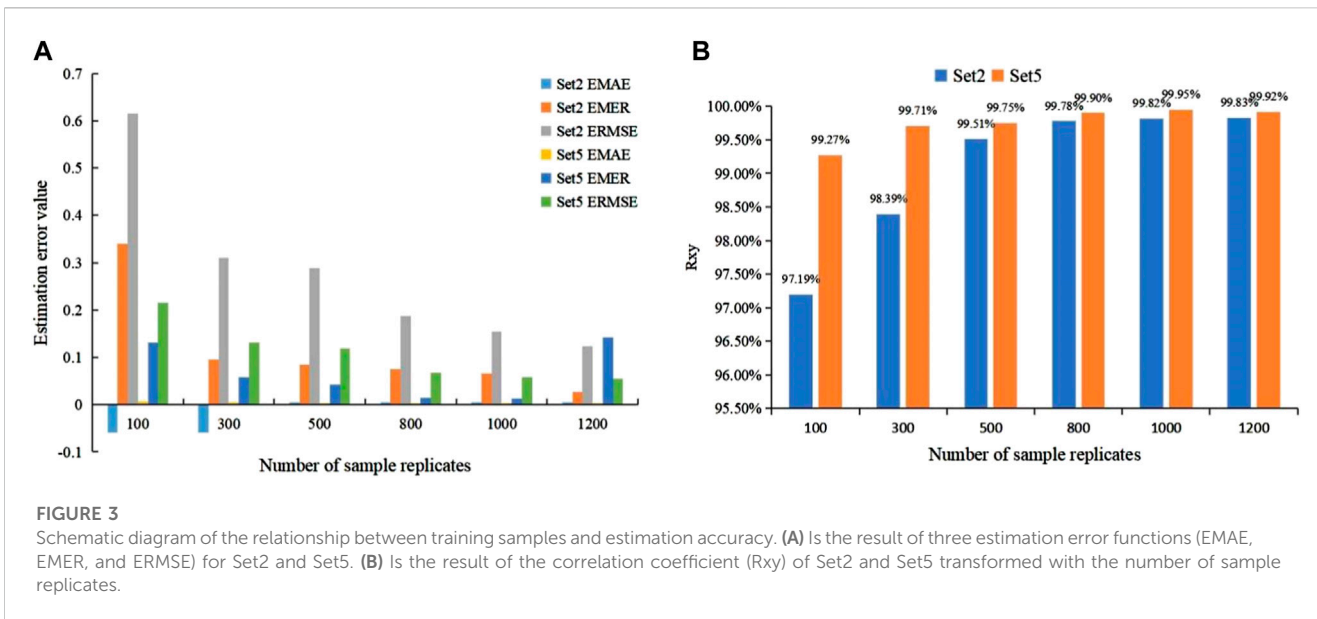 A
0.7
0.6
0.5
0.4
0.3
0.2
0.1
0
-0.1
Estimation error value
Set2 EMAE
Set2 EMER
Set2 ERMSE
Set5 EMAE
Set5 EMER
Set5 ERMSE
100 300 500 800 1000 1200
Number of sample replicates
B
Set2 Set5
100.00%
99.50%
99.00%
98.50%
98.00%
97.50%
97.00%
96.50%
96.00%
95.50%
Rxy
97.19% 99.27% 98.39% 99.71% 99.51% 99.75% 99.78% 99.90% 99.82% 99.95% 99.83% 99.92%
100 300 500 800 1000 1200
Number of sample replicates
FIGURE 3
Schematic diagram of the relationship between training samples and estimation accuracy. (A) Is the result of three estimation error functions (EMAE,
EMER, and ERMSE) for Set2 and Set5. (B) Is the result of the correlation coefficient (Rxy) of Set2 and Set5 transformed with the number of sample
replicates.